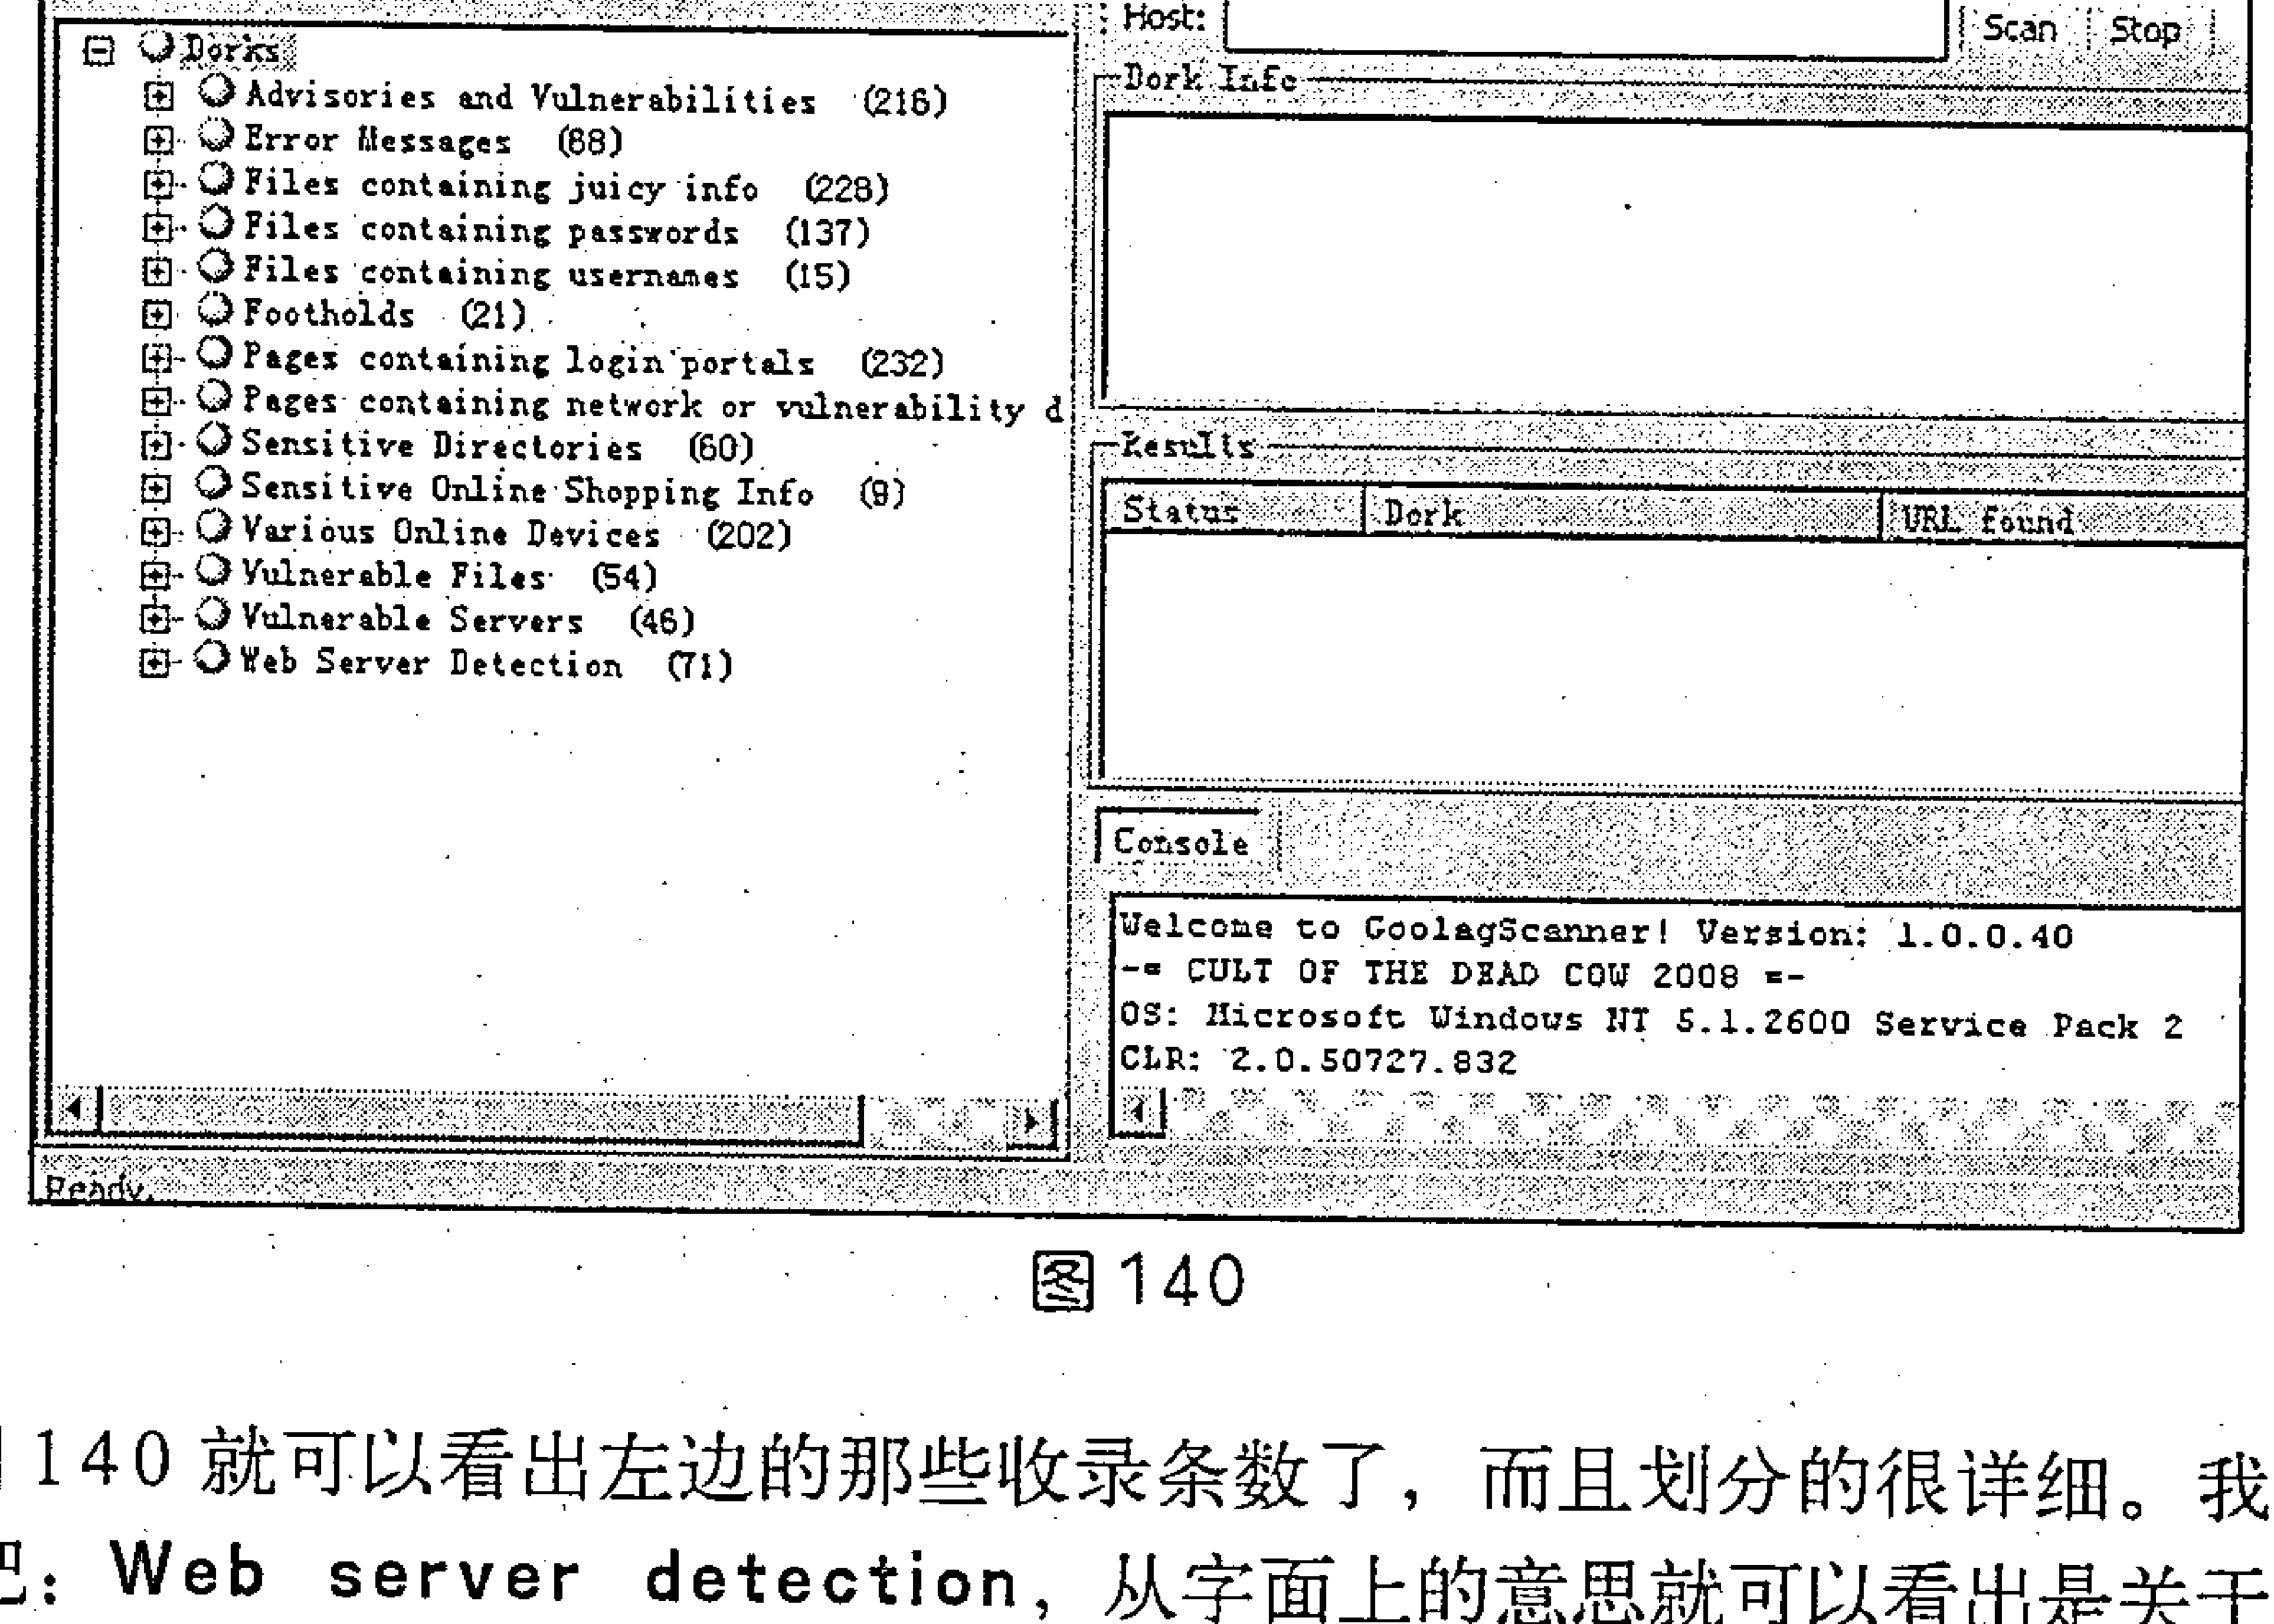 Host:
Scan Stop
Dorks
Advisories and Vulnerabilities (216)
Error Messages (68)
Files containing juicy info (228)
Files containing passwords (137)
Files containing usernames (15)
Footholds (21)
Pages containing login portals (232)
Pages containing network or vulnerability d
Sensitive Directories (60)
Sensitive Online Shopping Info (9)
Various Online Devices (202)
Vulnerable Files (54)
Vulnerable Servers (46)
Web Server Detection (71)
Dork Info
Results
Status Dork URL found
Console
Welcome to GoolagScanner! Version: 1.0.0.40
-= CULT OF THE DEAD COW 2008 =-
OS: Microsoft Windows NT 5.1.2600 Service Pack 2
CLR: 2.0.50727.832
Ready.
图140
140就可以看出左边的那些收录条数了，而且划分的很详细。我
：Web server detection，从字面上的意思就可以看出是关于